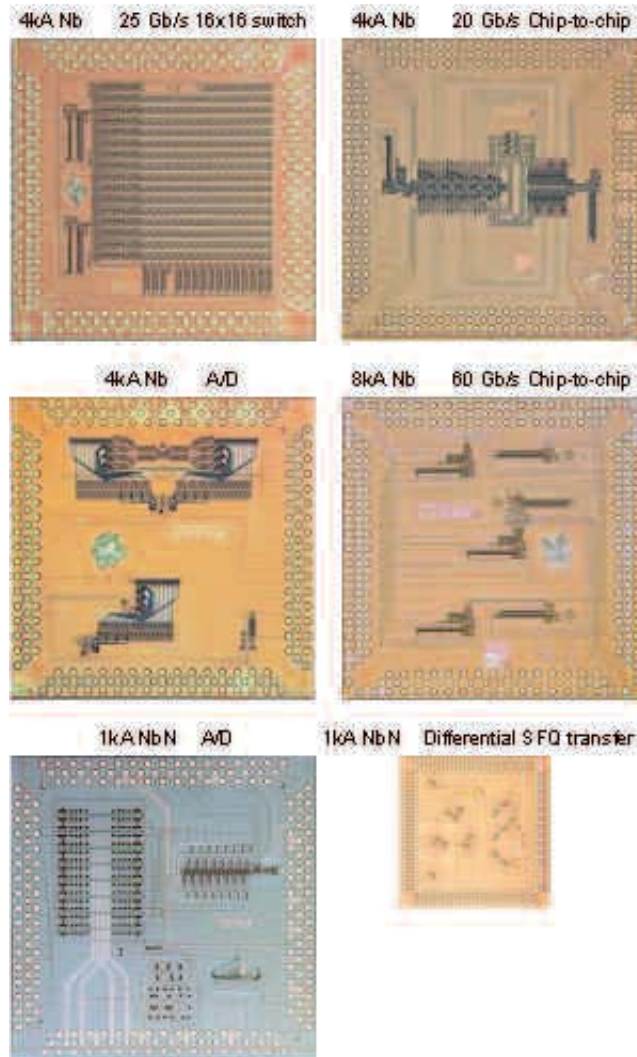 4kA Nb 25 Gb/s 16x16 switch
4kA Nb 20 Gb/s Chip-to-chip
4kA Nb A/D
8kA Nb 60 Gb/s Chip-to-chip
1kA NbN A/D
1kA NbN Differential SFQ transfer